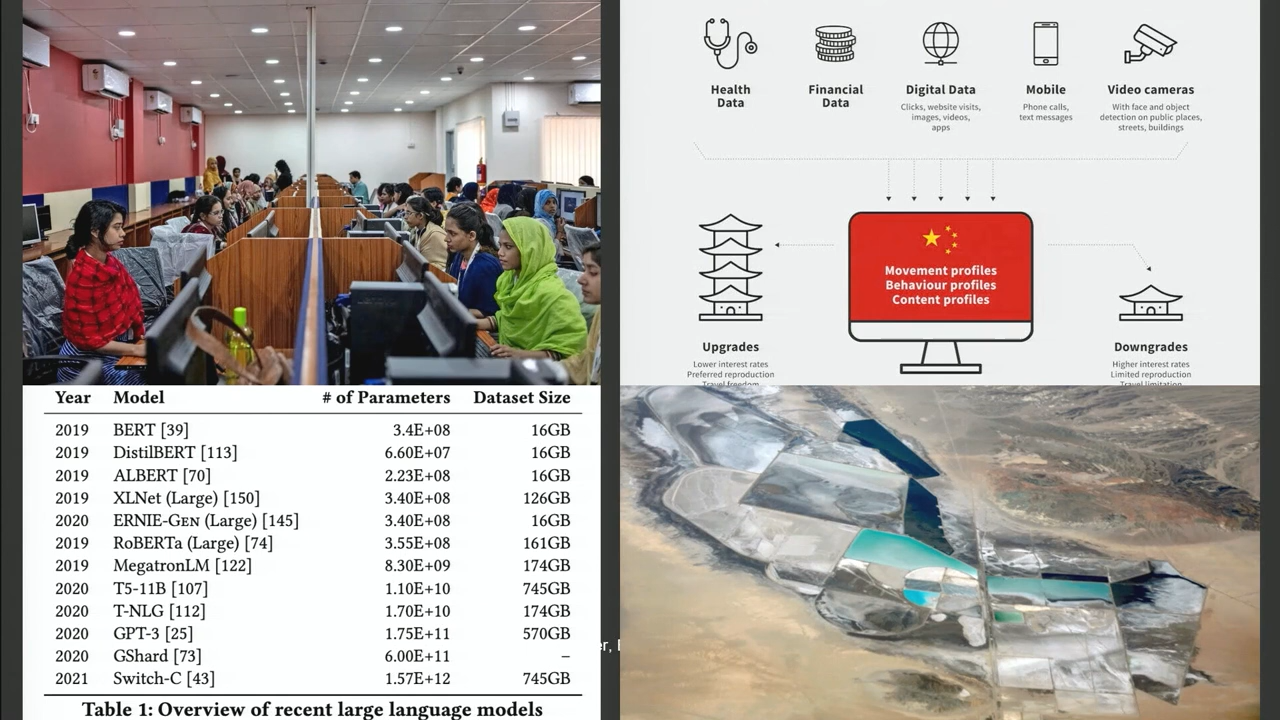 Health Data
Financial Data
Digital Data
Clicks, website visits,
images, videos,
apps
Mobile
Phone calls,
text messages
Video cameras
With face and object
detection on public places,
streets, buildings
Movement profiles
Behaviour profiles
Content profiles
Upgrades
Lower interest rates
Preferred reproduction
Travel freedom
Downgrades
Higher interest rates
Limited reproduction
Travel limitation
Year Model # of Parameters Dataset Size
2019 BERT [39] 3.4E+08 16GB
2019 DistilBERT [113] 6.60E+07 16GB
2019 ALBERT [70] 2.23E+08 16GB
2019 XLNet (Large) [150] 3.40E+08 126GB
2020 ERNIE-GEN (Large) [145] 3.40E+08 16GB
2019 RoBERTa (Large) [74] 3.55E+08 161GB
2019 MegatronLM [122] 8.30E+09 174GB
2020 T5-11B [107] 1.10E+10 745GB
2020 T-NLG [112] 1.70E+10 174GB
2020 GPT-3 [25] 1.75E+11 570GB
2020 GShard [73] 6.00E+11 –
2021 Switch-C [43] 1.57E+12 745GB
Table 1: Overview of recent large language models